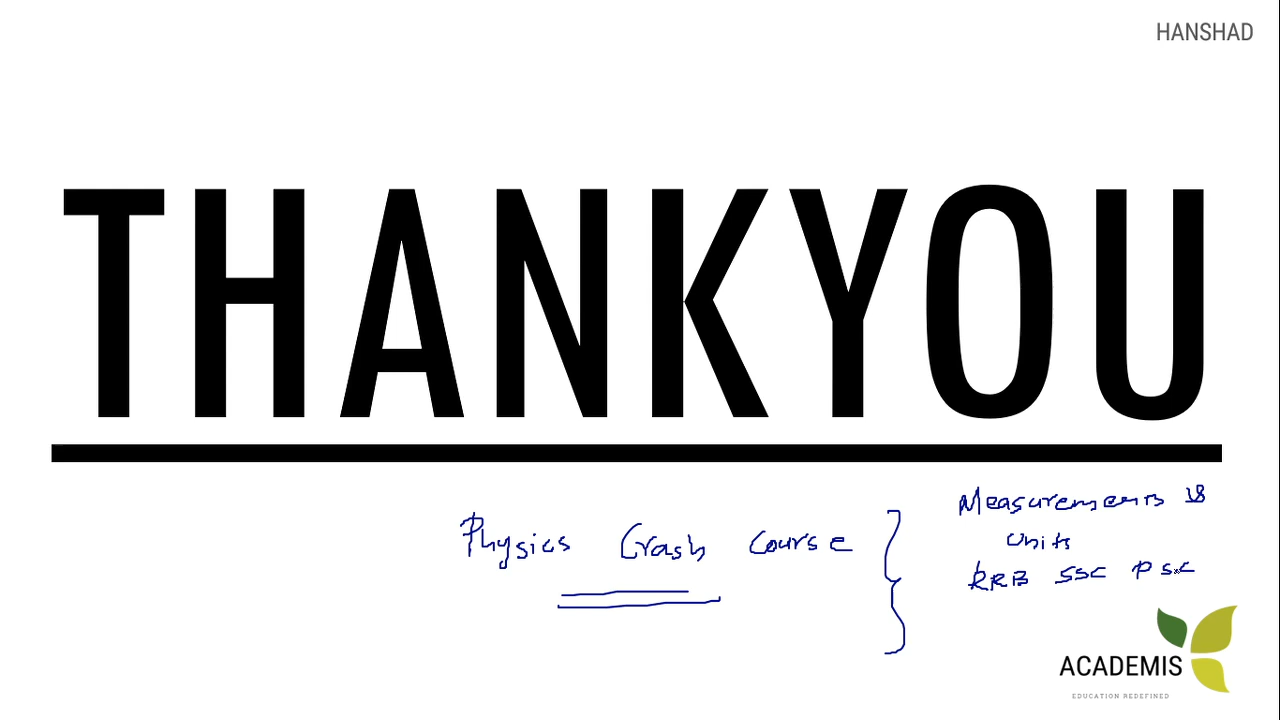 HANSHAD
THANKYOU
Physics Crash Course
Measurements &
Units
RRB SSC PSC
ACADEMIS
EDUCATION REDEFINED